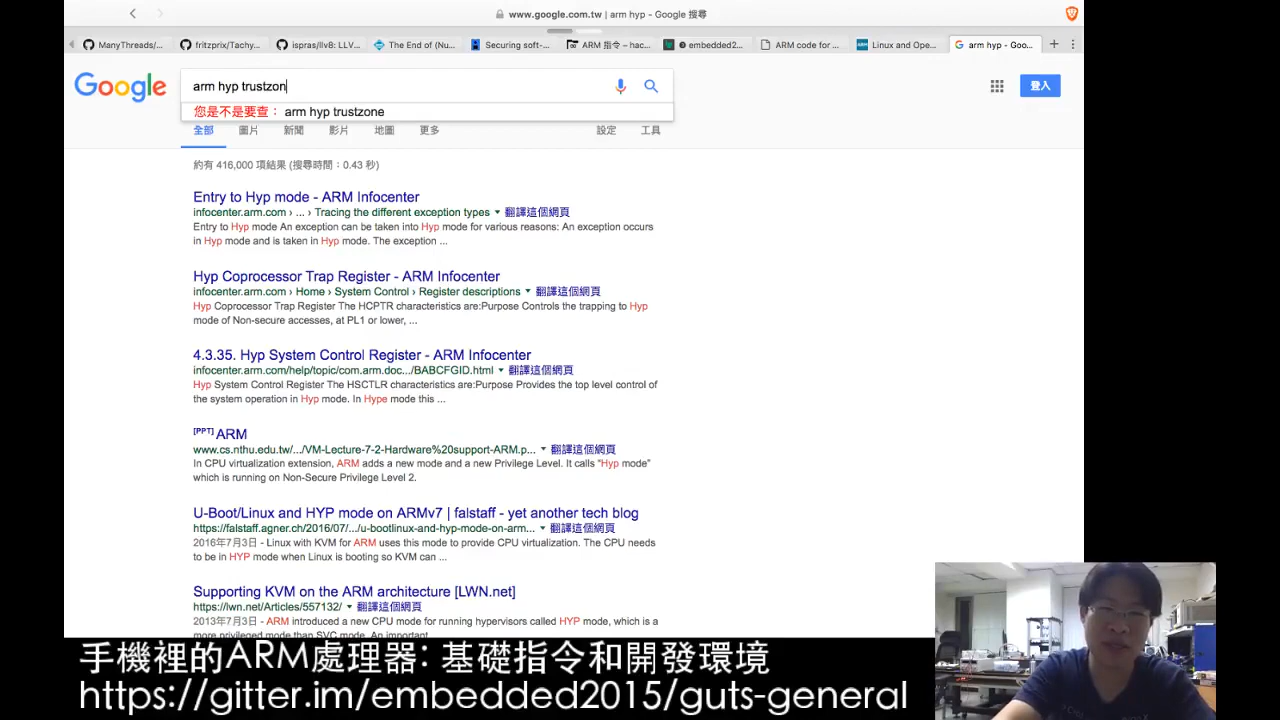 www.google.com.tw | arm hyp - Google 搜尋
ManyThreads/...
fritzprix/Tachy...
ispras/llv8: LLV...
The End of (Nu...
Securing soft-...
ARM 指令 – hac...
embedded2...
ARM code for ...
Linux and Ope...
arm hyp - Goo...
Google
arm hyp trustzon
登入
您是不是要查： arm hyp trustzone
全部 圖片 新聞 影片 地圖 更多 設定 工具
約有 416,000 項結果 (搜尋時間：0.43 秒)
Entry to Hyp mode - ARM Infocenter
infocenter.arm.com › ... › Tracing the different exception types 翻譯這個網頁
Entry to Hyp mode An exception can be taken into Hyp mode for various reasons: An exception occurs
in Hyp mode and is taken in Hyp mode. The exception ...
Hyp Coprocessor Trap Register - ARM Infocenter
infocenter.arm.com › Home › System Control › Register descriptions 翻譯這個網頁
Hyp Coprocessor Trap Register The HCPTR characteristics are:Purpose Controls the trapping to Hyp
mode of Non-secure accesses, at PL1 or lower, ...
4.3.35. Hyp System Control Register - ARM Infocenter
infocenter.arm.com/help/topic/com.arm.doc.../BABCFGID.html 翻譯這個網頁
Hyp System Control Register The HSCTLR characteristics are:Purpose Provides the top level control of
the system operation in Hyp mode. In Hype mode this ...
[PPT] ARM
www.cs.nthu.edu.tw/.../VM-Lecture-7-2-Hardware%20support-ARM.p... 翻譯這個網頁
In CPU virtualization extension, ARM adds a new mode and a new Privilege Level. It calls “Hyp mode”
which is running on Non-Secure Privilege Level 2.
U-Boot/Linux and HYP mode on ARMv7 | falstaff - yet another tech blog
https://falstaff.agner.ch/2016/07/.../u-bootlinux-and-hyp-mode-on-arm... 翻譯這個網頁
2016年7月3日 - Linux with KVM for ARM uses this mode to provide CPU virtualization. The CPU needs
to be in HYP mode when Linux is booting so KVM can ...
Supporting KVM on the ARM architecture [LWN.net]
https://lwn.net/Articles/557132/ 翻譯這個網頁
2013年7月3日 - ARM introduced a new CPU mode for running hypervisors called HYP mode, which is a
more privileged mode than SVC mode. An important
手機裡的ARM處理器: 基礎指令和開發環境
https://gitter.im/embedded2015/guts-general